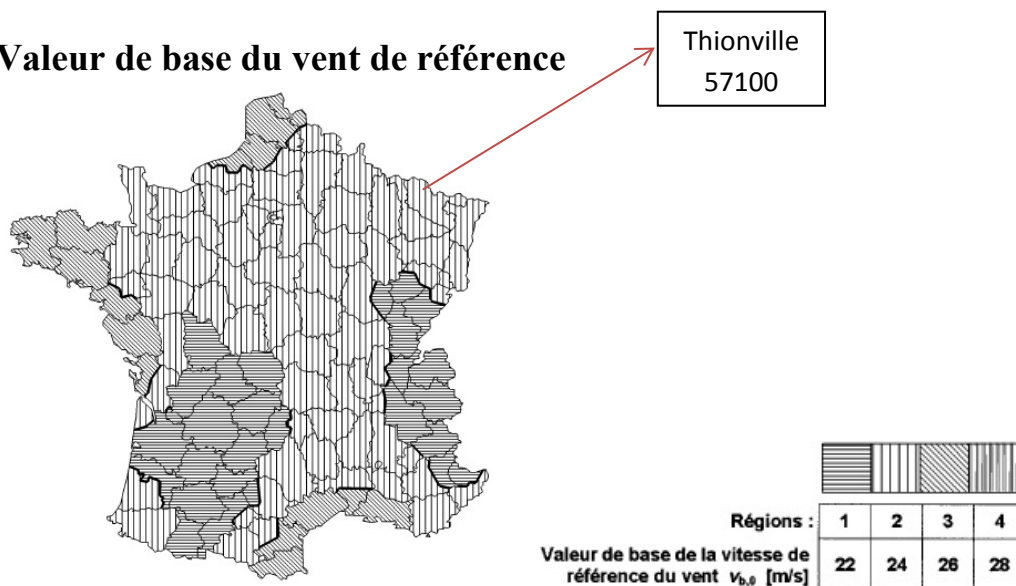 Valeur de base du vent de référence
Thionville
57100
Régions : 1 2 3 4
Valeur de base de la vitesse de
référence du vent vb,0 [m/s] 22 24 26 28